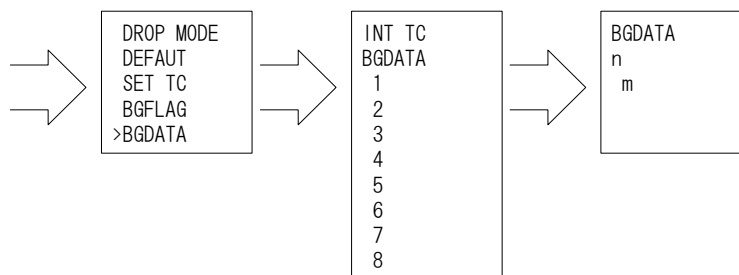 DROP MODE
DEFAUT
SET TC
BGFLAG
>BGDATA
INT TC
BGDATA
1
2
3
4
5
6
7
8
BGDATA
n
m